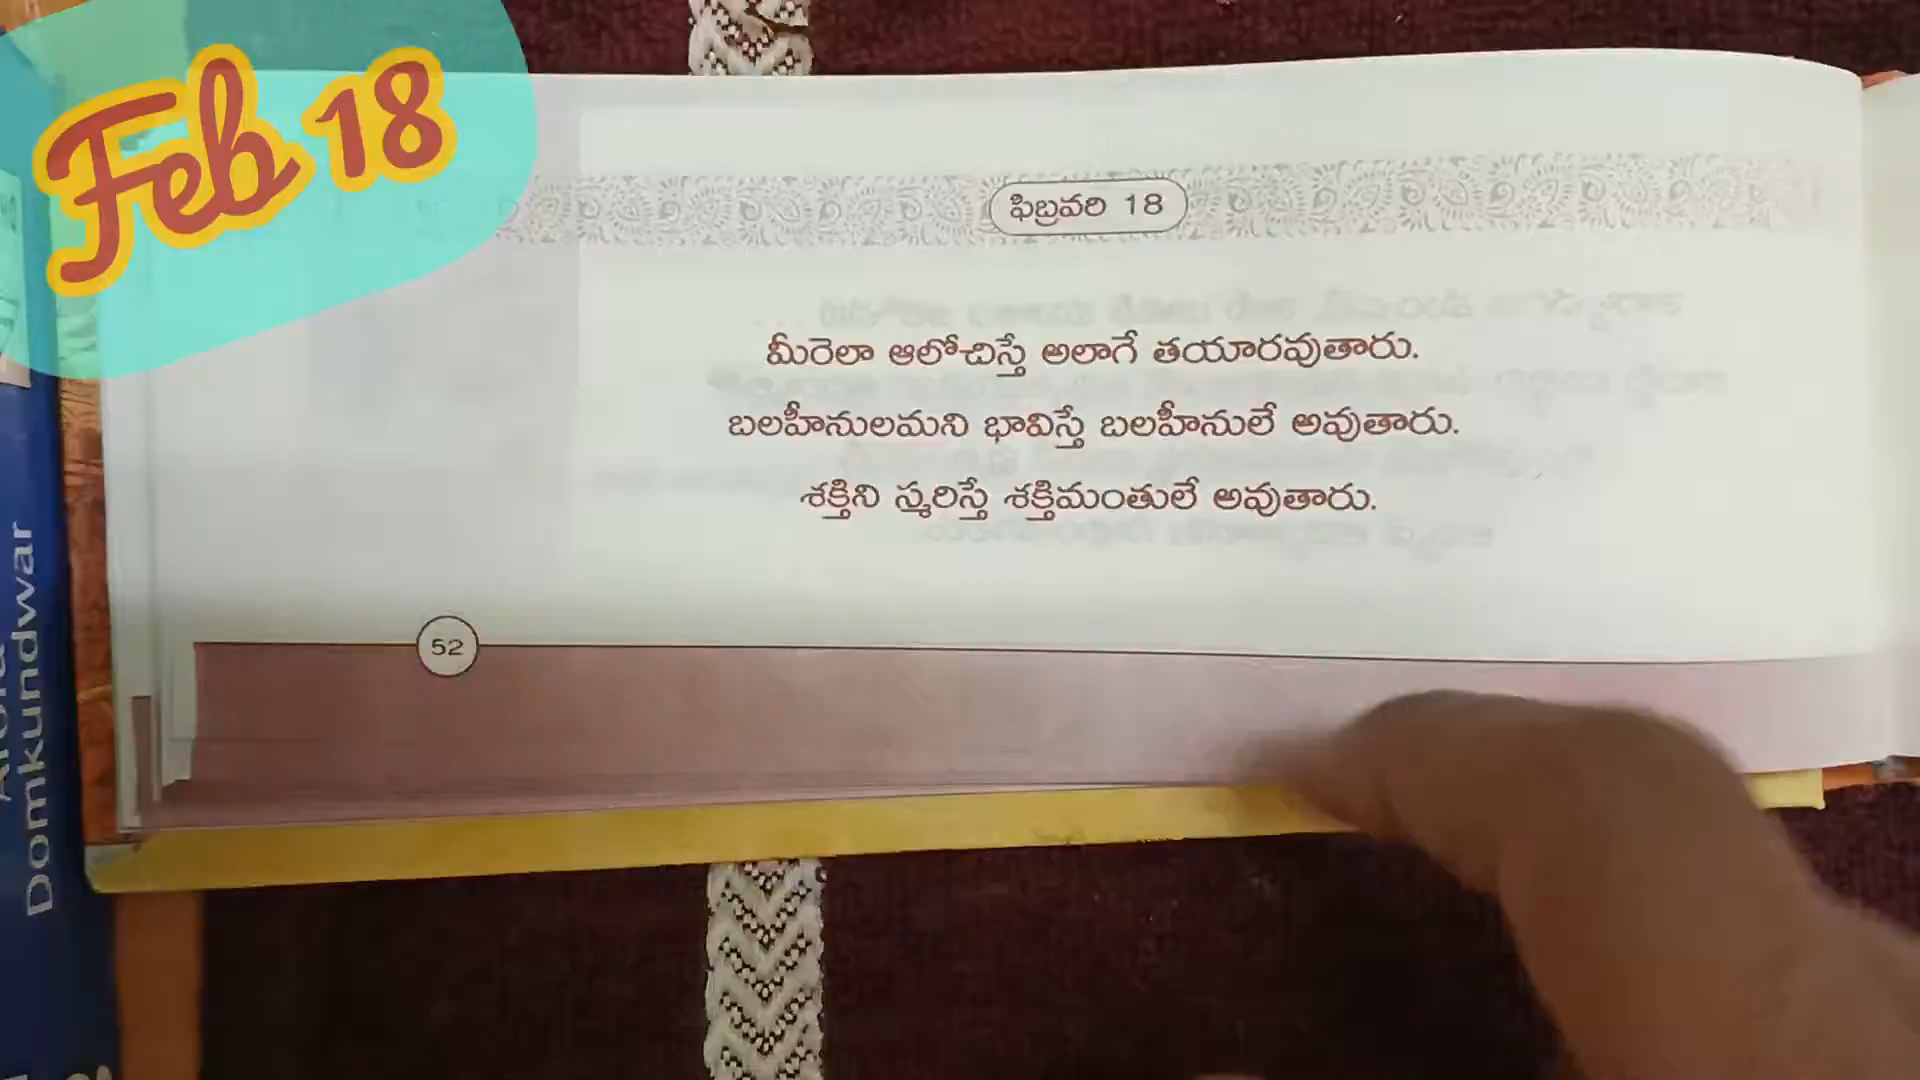 Feb 18
ఫిబ్రవరి 18
మీరెలా ఆలోచిస్తే అలాగే తయారవుతారు.
బలహీనులమని భావిస్తే బలహీనులే అవుతారు.
శక్తిని స్మరిస్తే శక్తిమంతులే అవుతారు.
52
Domkundwar